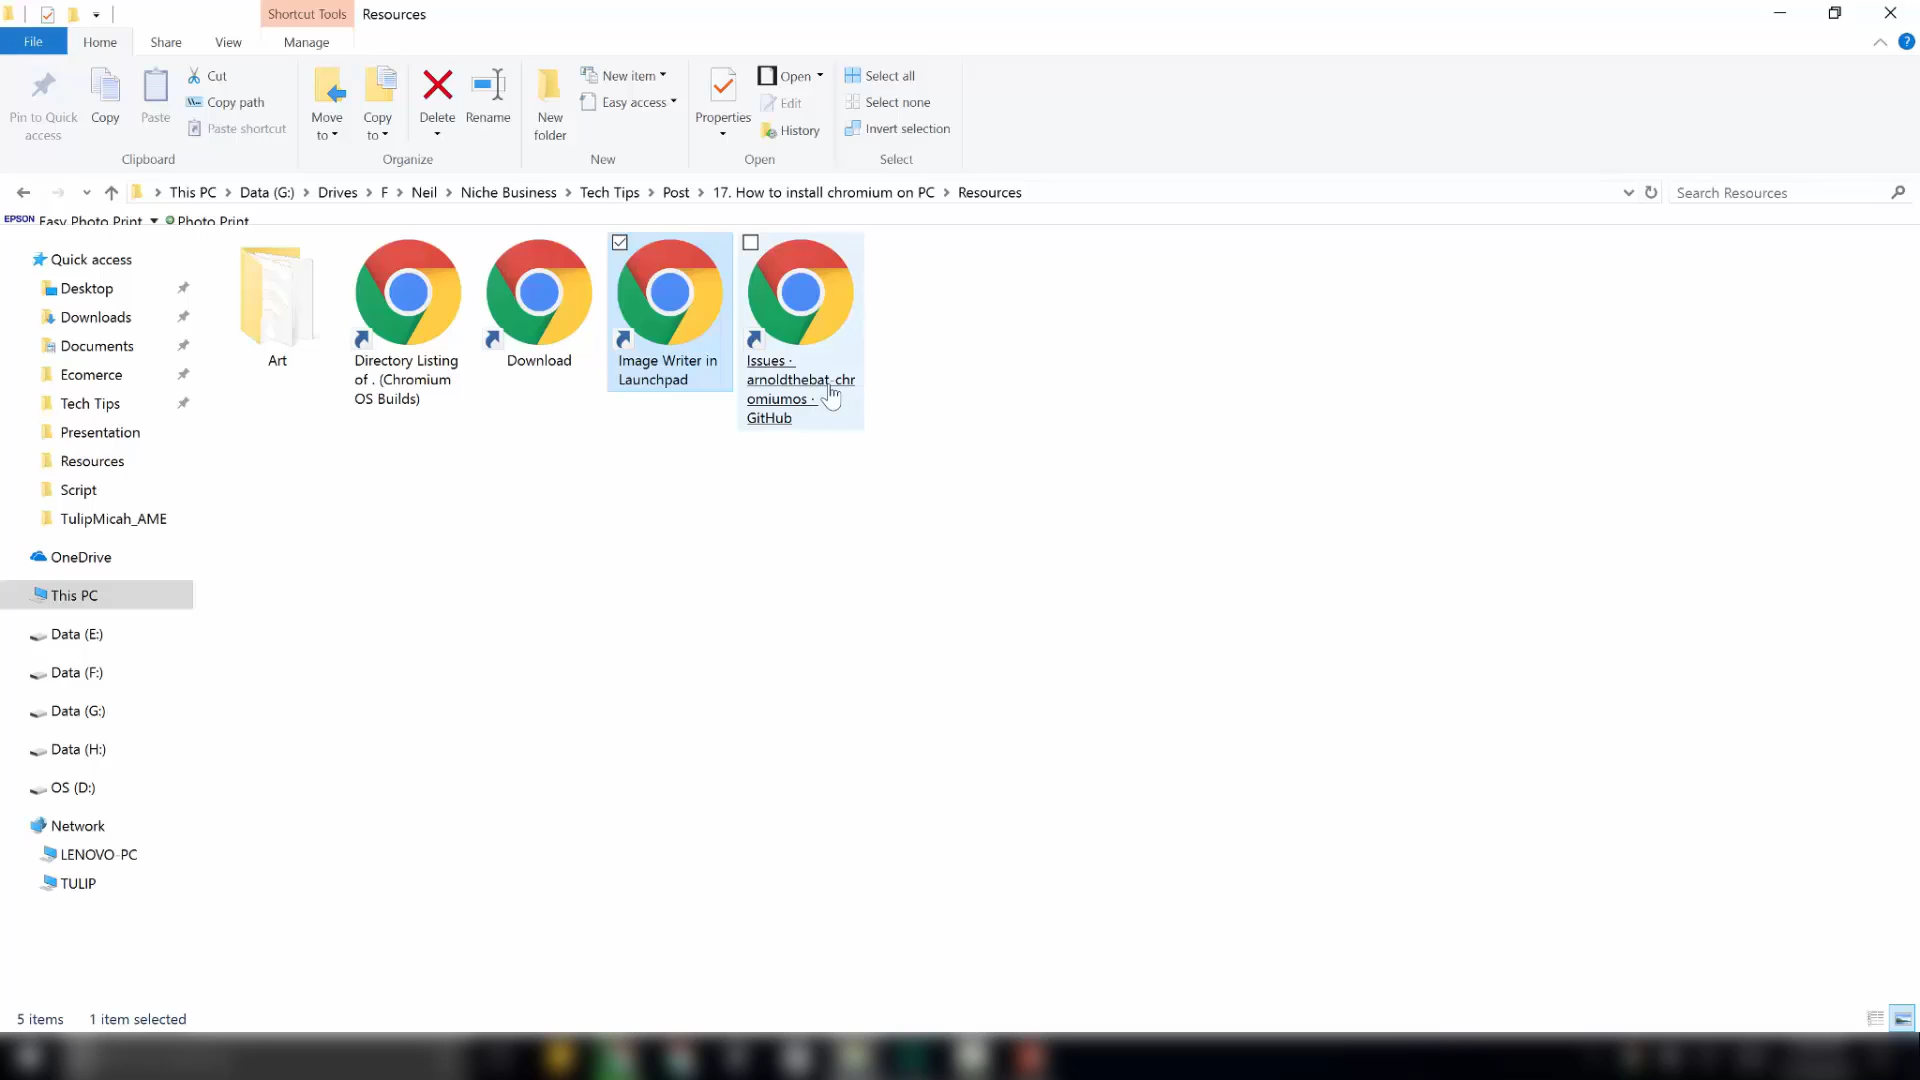 Shortcut Tools Resources
File Home Share View Manage
Pin to Quick access
Copy
Paste
Cut
Copy path
Paste shortcut
Clipboard
Move to
Copy to
Delete
Rename
Organize
New folder
New item
Easy access
New
Properties
Open
Edit
History
Open
Select all
Select none
Invert selection
Select
This PC Data (G:) Drives F Neil Niche Business Tech Tips Post 17. How to install chromium on PC Resources
Search Resources
EPSON Easy Photo Print Photo Print
Quick access
Desktop
Downloads
Documents
Ecomerce
Tech Tips
Presentation
Resources
Script
TulipMicah_AME
OneDrive
This PC
Data (E:)
Data (F:)
Data (G:)
Data (H:)
OS (D:)
Network
LENOVO-PC
TULIP
Art
Directory Listing
of . (Chromium
OS Builds)
Download
Image Writer in
Launchpad
Issues ·
arnoldthebat-chr
omiumos ·
GitHub
5 items 1 item selected